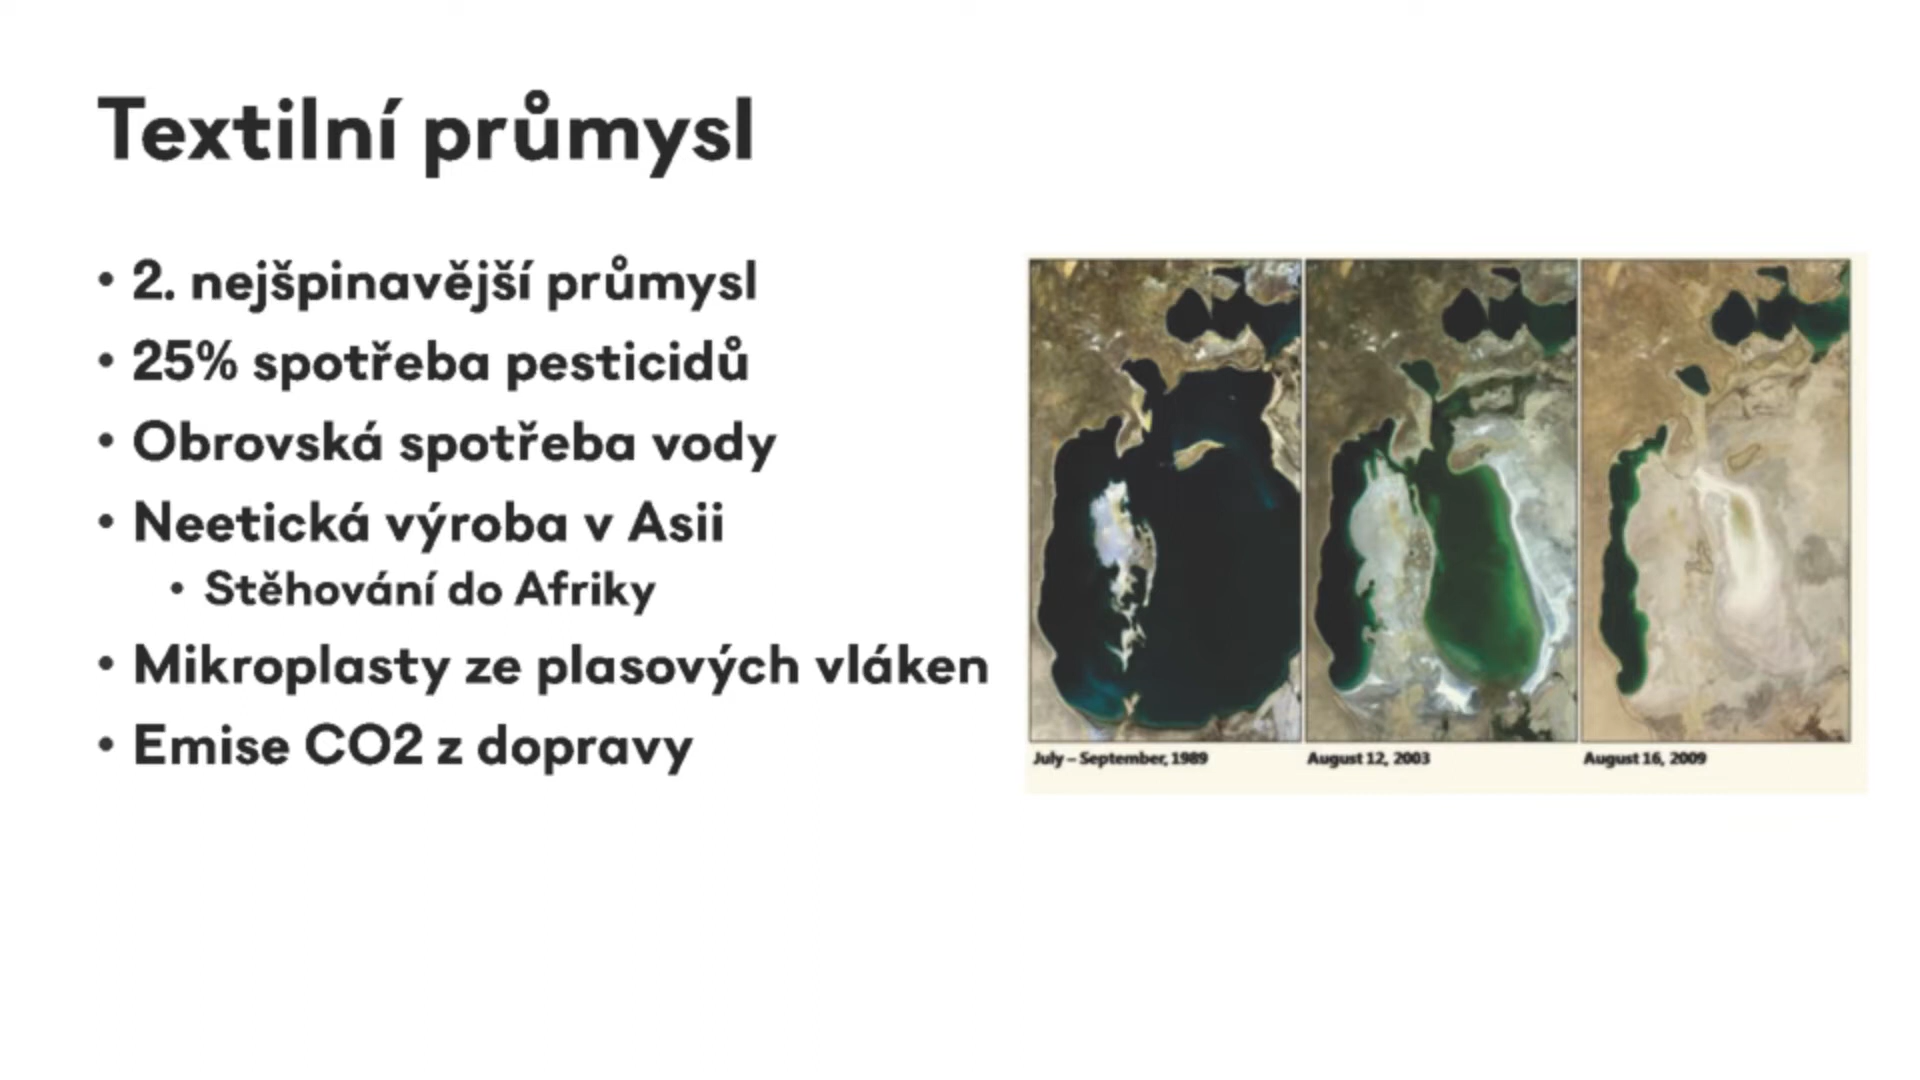 Textilní průmysl
• 2. nejšpinavější průmysl
• 25% spotřeba pesticidů
• Obrovská spotřeba vody
• Neetická výroba v Asii
• Stěhování do Afriky
• Mikroplasty ze plasových vláken
• Emise CO2 z dopravy
July – September, 1989
August 12, 2003
August 16, 2009